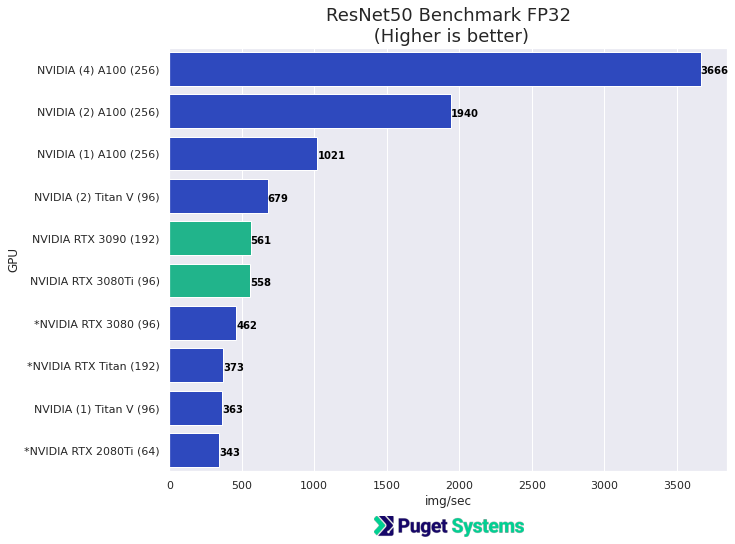 ResNet50 Benchmark FP32
(Higher is better)
NVIDIA (4) A100 (256)
3666
NVIDIA (2) A100 (256)
1940
NVIDIA (1) A100 (256)
1021
NVIDIA (2) Titan V (96)
679
NVIDIA RTX 3090 (192)
561
NVIDIA RTX 3080Ti (96)
558
*NVIDIA RTX 3080 (96)
462
*NVIDIA RTX Titan (192)
373
NVIDIA (1) Titan V (96)
363
*NVIDIA RTX 2080Ti (64)
343
GPU
0 500 1000 1500 2000 2500 3000 3500
img/sec
Puget Systems